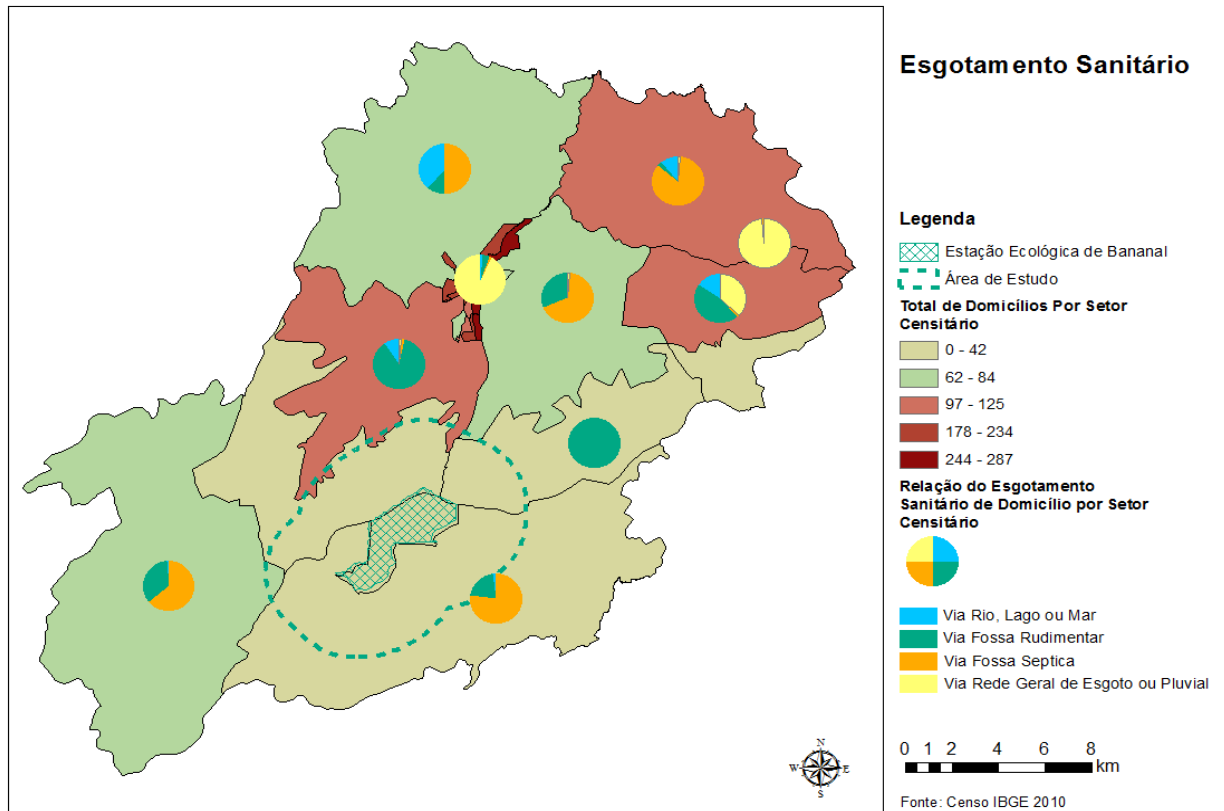 Esgotamento Sanitário
Legenda
Estação Ecológica de Bananal
Área de Estudo
Total de Domicílios Por Setor
Censitário
0 - 42
62 - 84
97 - 125
178 - 234
244 - 287
Relação do Esgotamento
Sanitário de Domicílio por Setor
Censitário
Via Rio, Lago ou Mar
Via Fossa Rudimentar
Via Fossa Septica
Via Rede Geral de Esgoto ou Pluvial
N
W E
S
0 1 2 4 6 8
km
Fonte: Censo IBGE 2010